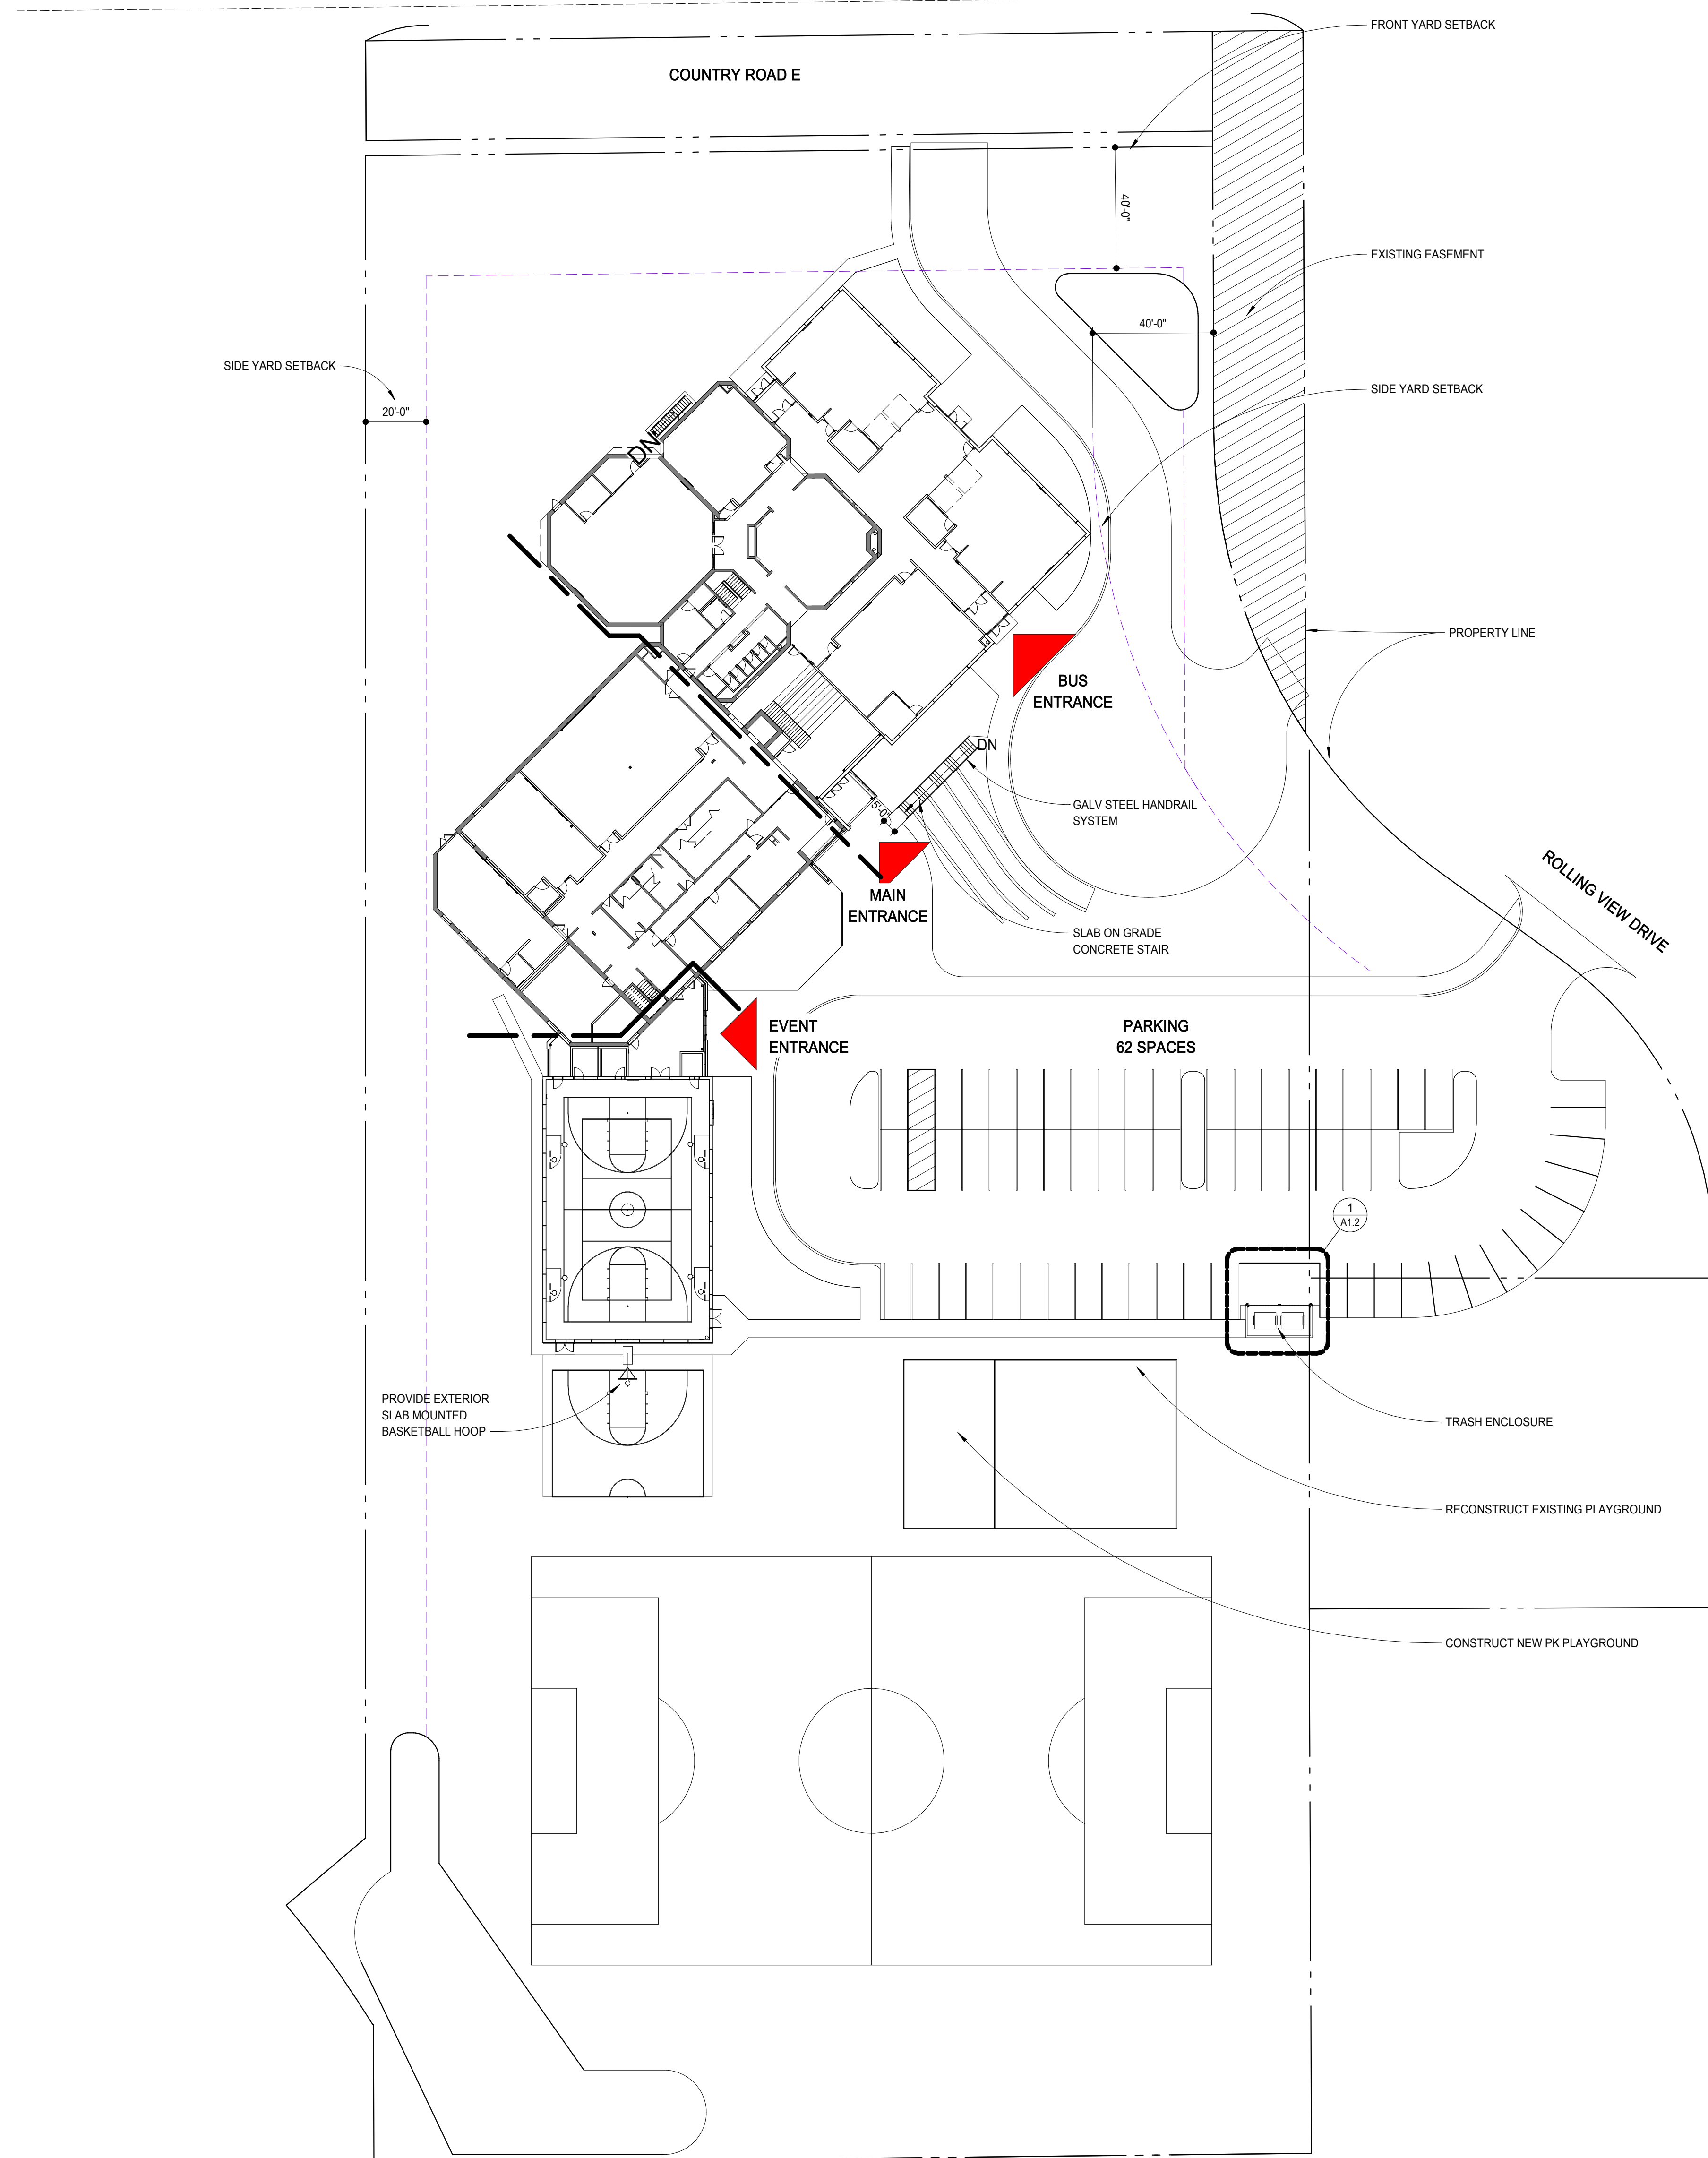 FRONT YARD SETBACK
COUNTRY ROAD E
40'-0"
EXISTING EASEMENT
40'-0"
SIDE YARD SETBACK
SIDE YARD SETBACK
20'-0"
DN
PROPERTY LINE
BUS
ENTRANCE
DN
GALV STEEL HANDRAIL
SYSTEM
5'-0"
MAIN
ENTRANCE
ROLLING VIEW DRIVE
SLAB ON GRADE
CONCRETE STAIR
EVENT
ENTRANCE
PARKING
62 SPACES
1
A1.2
PROVIDE EXTERIOR
SLAB MOUNTED
BASKETBALL HOOP
TRASH ENCLOSURE
RECONSTRUCT EXISTING PLAYGROUND
CONSTRUCT NEW PK PLAYGROUND